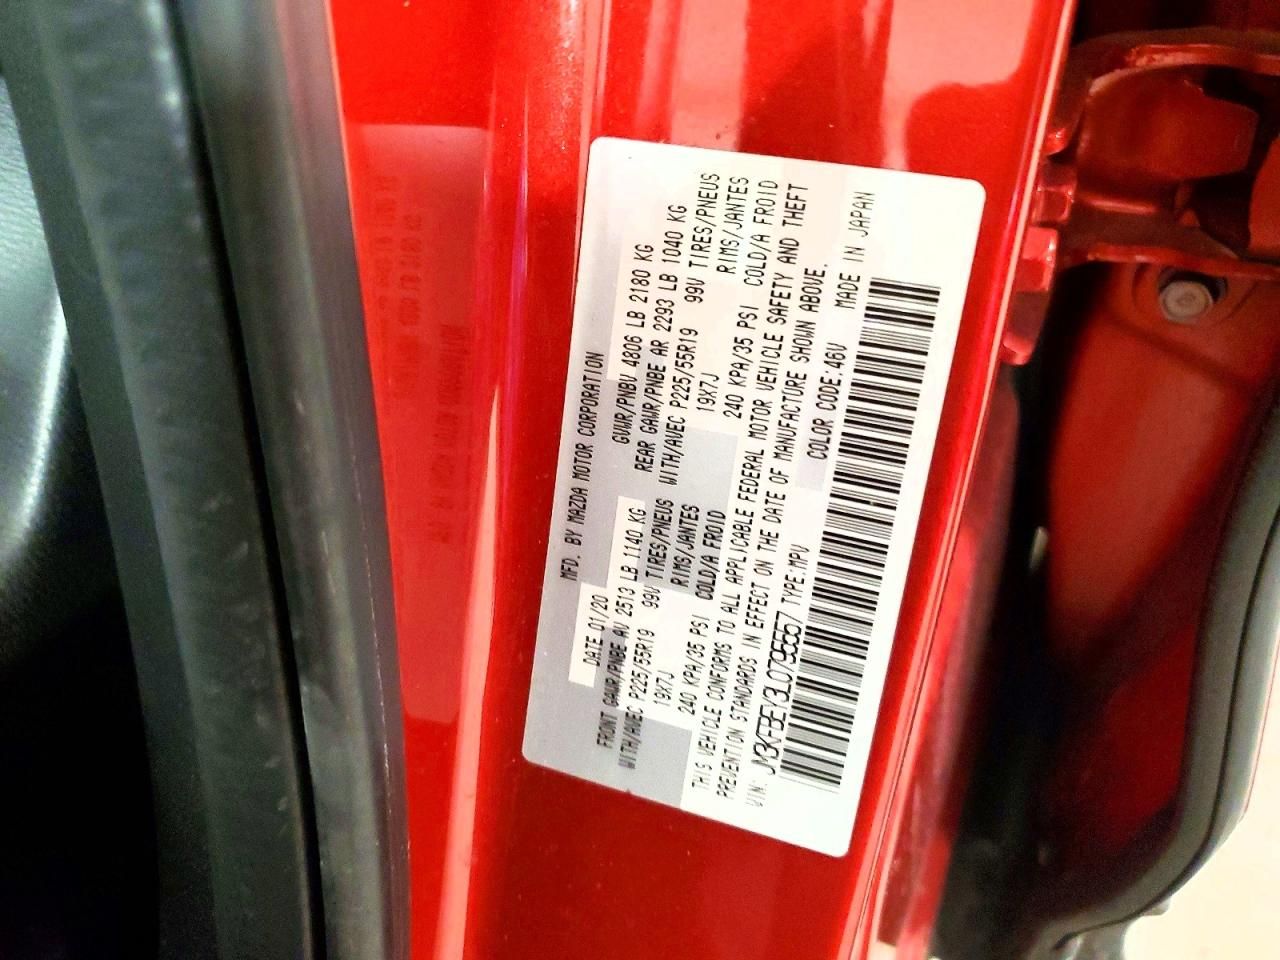 MFD. BY MAZDA MOTOR CORPORATION
DATE 01/20 GVWR/PNBV 4806 LB 2180 KG
FRONT GAWR/PNBE AV 2513 LB 1140 KG REAR GAWR/PNBE AR 2293 LB 1040 KG
WITH/AVEC P225/55R19 99V TIRES/PNEUS WITH/AVEC P225/55R19 99V TIRES/PNEUS
19X7J RIMS/JANTES 19X7J RIMS/JANTES
240 KPA/35 PSI COLD/A FROID 240 KPA/35 PSI COLD/A FROID
THIS VEHICLE CONFORMS TO ALL APPLICABLE FEDERAL MOTOR VEHICLE SAFETY AND THEFT
PREVENTION STANDARDS IN EFFECT ON THE DATE OF MANUFACTURE SHOWN ABOVE.
VIN: JM3KFBEY3L0795557 TYPE:MPV COLOR CODE:46V MADE IN JAPAN